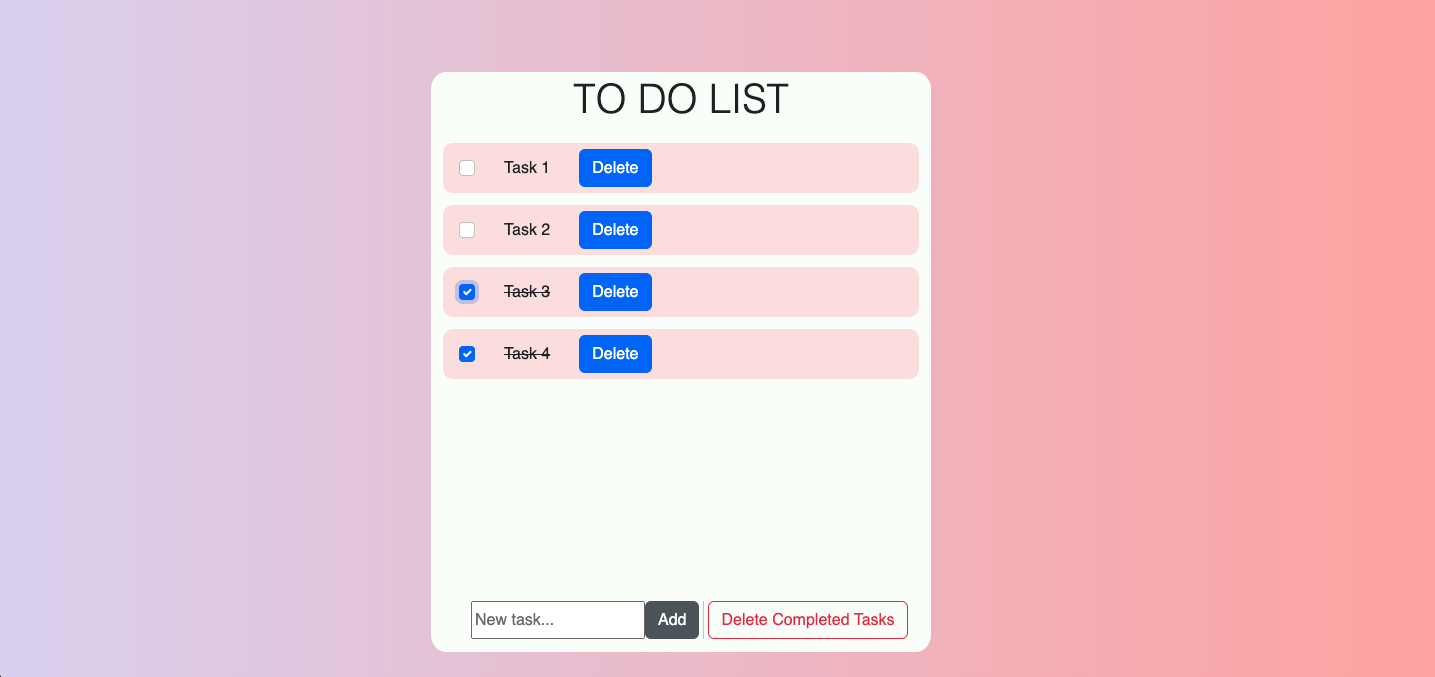 TO DO LIST
Task 1 Delete
Task 2 Delete
Task 3 Delete
Task 4 Delete
New task... Add Delete Completed Tasks